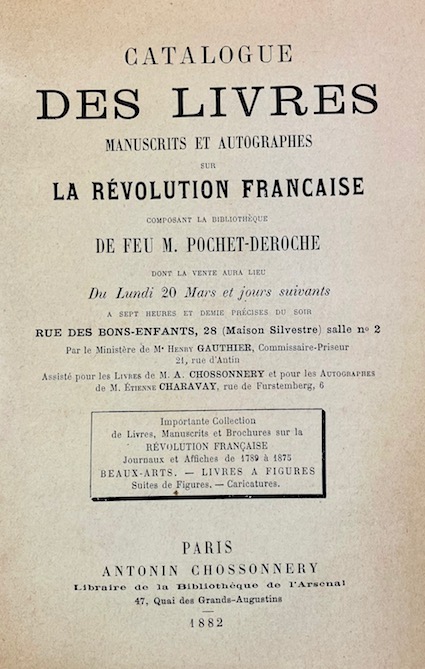 CATALOGUE
DES LIVRES
MANUSCRITS ET AUTOGRAPHES
SUR
LA RÉVOLUTION FRANCAISE
COMPOSANT LA BIBLIOTHÈQUE
DE FEU M. POCHET-DEROCHE
DONT LA VENTE AURA LIEU
Du Lundi 20 Mars et jours suivants
A SEPT HEURES ET DEMIE PRÉCISES DU SOIR
RUE DES BONS-ENFANTS, 28 (Maison Silvestre) salle nº 2
Par le Ministère de Mᵉ Henry GAUTHIER, Commissaire-Priseur
21, rue d'Antin
Assisté pour les Livres de M. A. CHOSSONNERY et pour les Autographes
de M. Étienne CHARAVAY, rue de Furstemberg, 6
Importante Collection
de Livres, Manuscrits et Brochures sur la
RÉVOLUTION FRANÇAISE
Journaux et Affiches de 1789 à 1875
BEAUX-ARTS. — LIVRES A FIGURES
Suites de Figures. — Caricatures.
PARIS
ANTONIN CHOSSONNERY
Libraire de la Bibliothèque de l'Arsenal
47, Quai des Grands-Augustins
1882